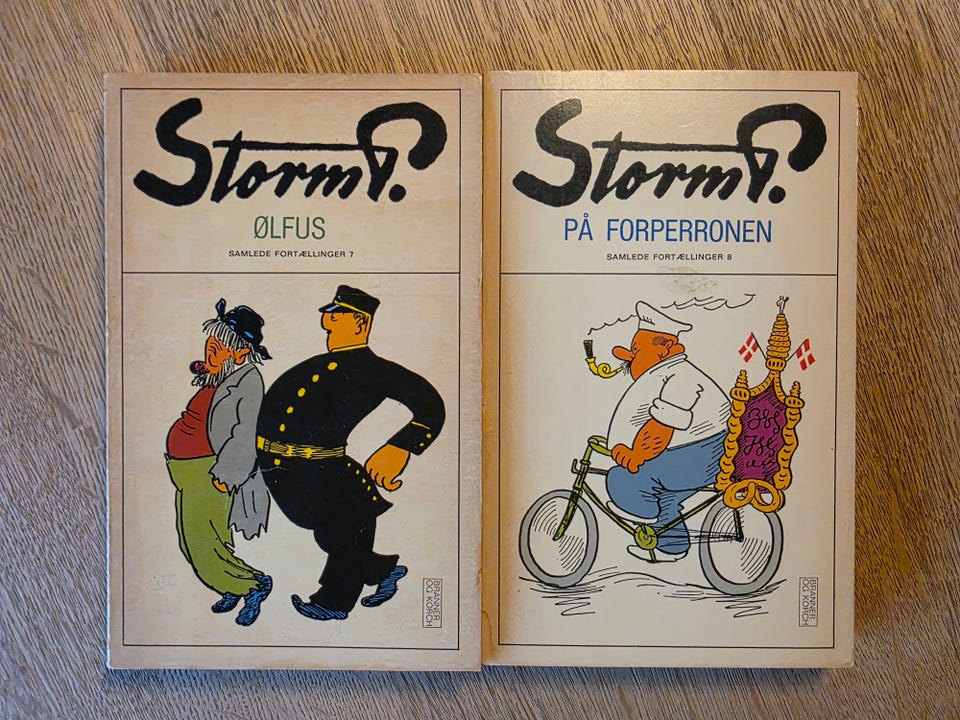 Storm P.
ØLFUS
SAMLEDE FORTÆLLINGER 7
BRANNER
OG KORCH
Storm P.
PÅ FORPERRONEN
SAMLEDE FORTÆLLINGER 8
BRANNER
OG KORCH